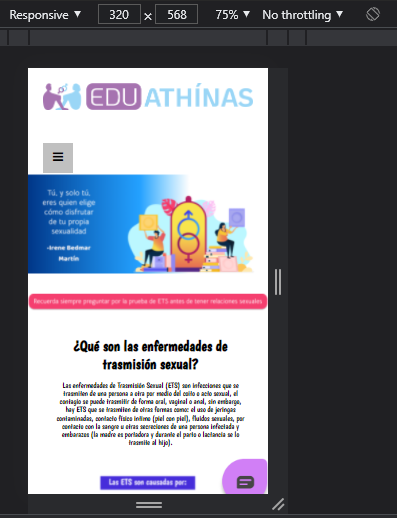 Responsive ▼ 320 × 568 75% ▼ No throttling ▼
EDUATHÍNAS
Tú, y solo tú,
eres quien elige
cómo disfrutar
de tu propia
sexualidad
-Irene Bedmar
Martín
Recuerda siempre preguntar por la prueba de ETS antes de tener relaciones sexuales
¿Qué son las enfermedades de
trasmisión sexual?
Las enfermedades de Trasmisión Sexual (ETS) son infecciones que se
trasmiten de una persona a otra por medio del coito o acto sexual, el
contagio se puede trasmitir de forma oral, vaginal o anal, sin embargo,
hay ETS que se trasmiten de otras formas como: el uso de jeringas
contaminadas, contacto físico íntimo (piel con piel), fluidos sexuales, por
contacto con la sangre u otras secreciones de una persona infectada y
embarazos (la madre es portadora y durante el parto o lactancia se lo
trasmite al hijo).
Las ETS son causadas por: